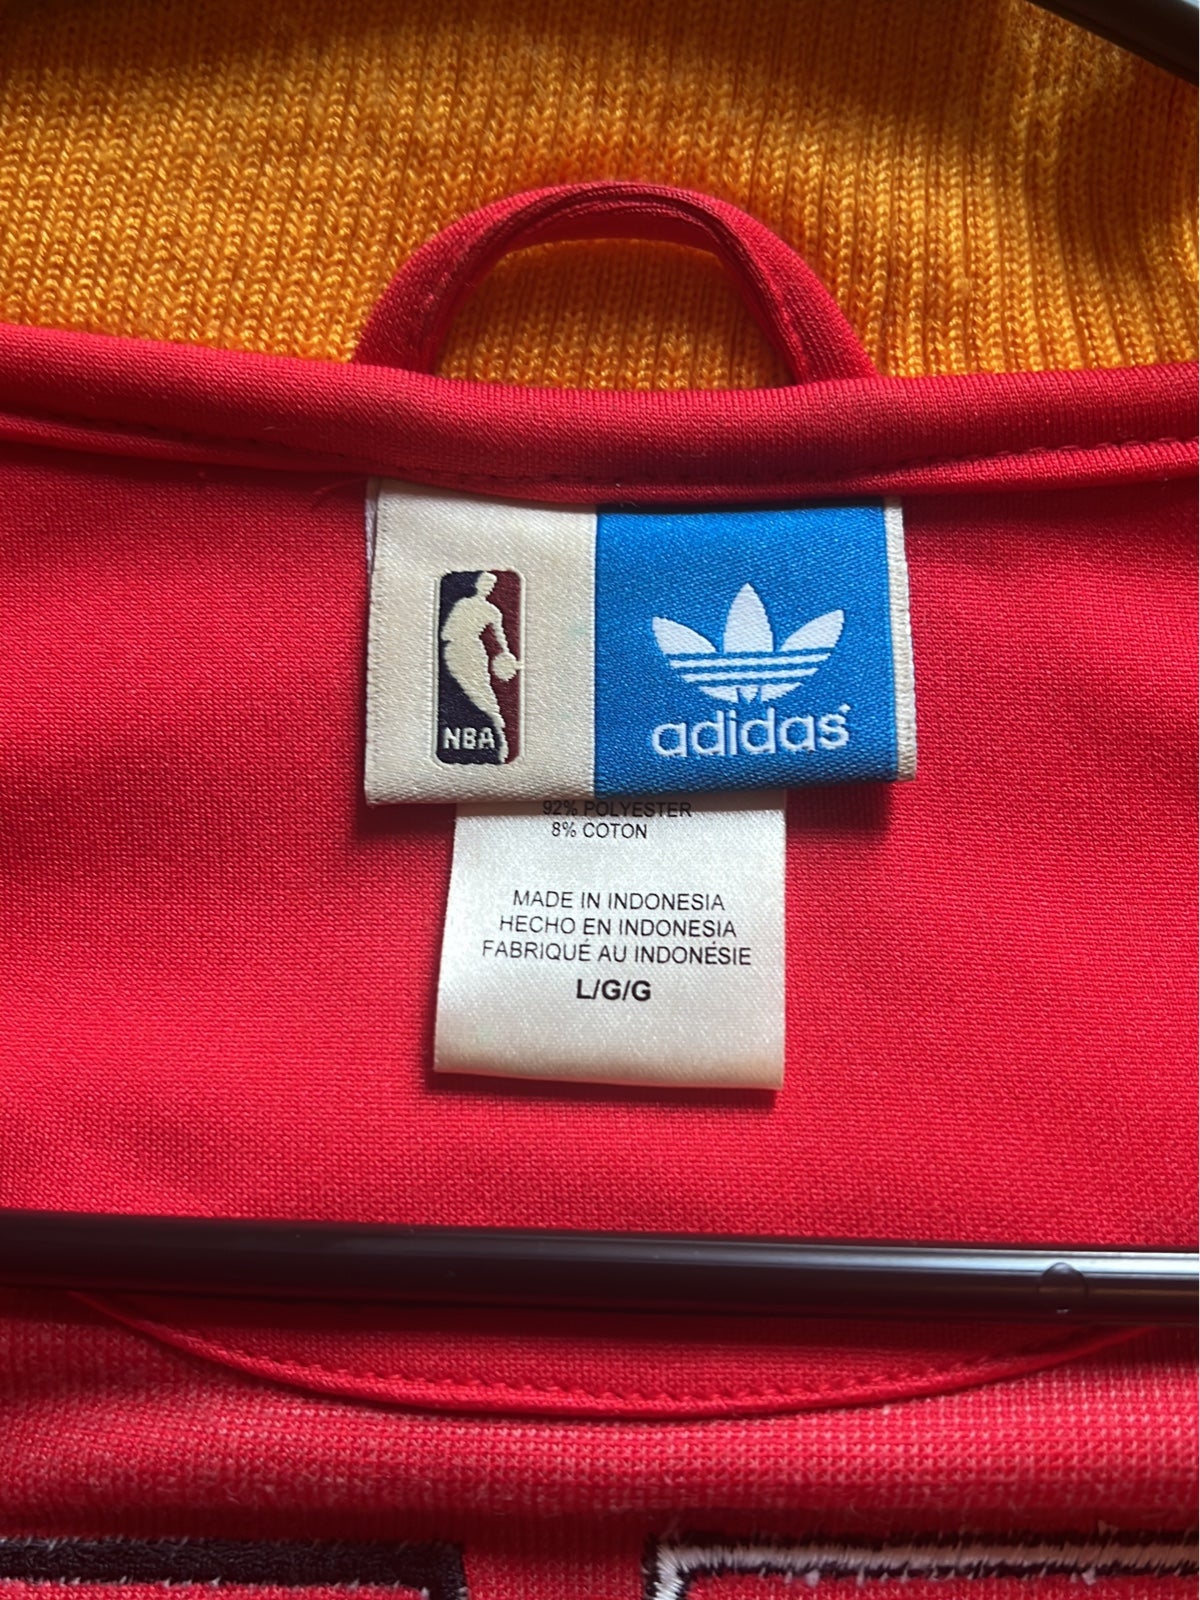 NBA
adidas
92% POLYESTER
8% COTON
MADE IN INDONESIA
HECHO EN INDONESIA
FABRIQUÉ AU INDONÉSIE
L/G/G